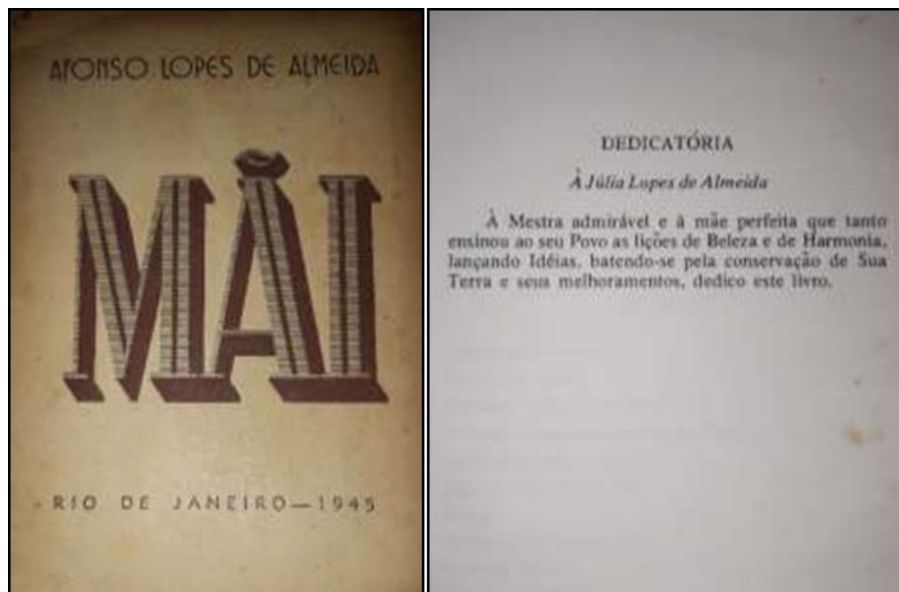 AFONSO LOPES DE ALMEIDA
MÃI
RIO DE JANEIRO—1945
DEDICATÓRIA
À Júlia Lopes de Almeida
À Mestra admirável e à mãe perfeita que tanto
ensinou ao seu Povo as lições de Beleza e de Harmonia,
lançando Idéias, batendo-se pela conservação de Sua
Terra e seus melhoramentos, dedico este livro.